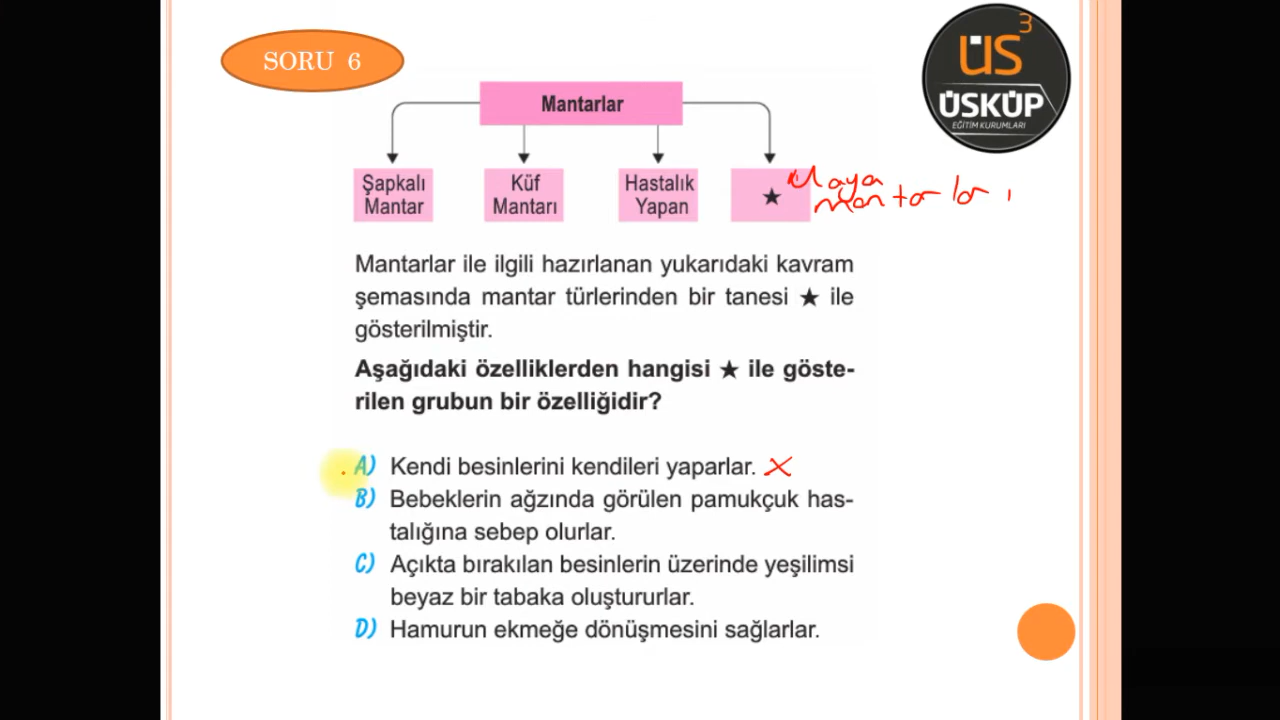 SORU 6
ÜS3
ÜSKÜP
EĞİTİM KURUMLARI
Mantarlar
Şapkalı
Mantar
Küf
Mantarı
Hastalık
Yapan
★
Maya
mantarları
Mantarlar ile ilgili hazırlanan yukarıdaki kavram
şemasında mantar türlerinden bir tanesi ★ ile
gösterilmiştir.
Aşağıdaki özelliklerden hangisi ★ ile göste-
rilen grubun bir özelliğidir?
A) Kendi besinlerini kendileri yaparlar. X
B) Bebeklerin ağzında görülen pamukçuk has-
talığına sebep olurlar.
C) Açıkta bırakılan besinlerin üzerinde yeşilimsi
beyaz bir tabaka oluştururlar.
D) Hamurun ekmeğe dönüşmesini sağlarlar.